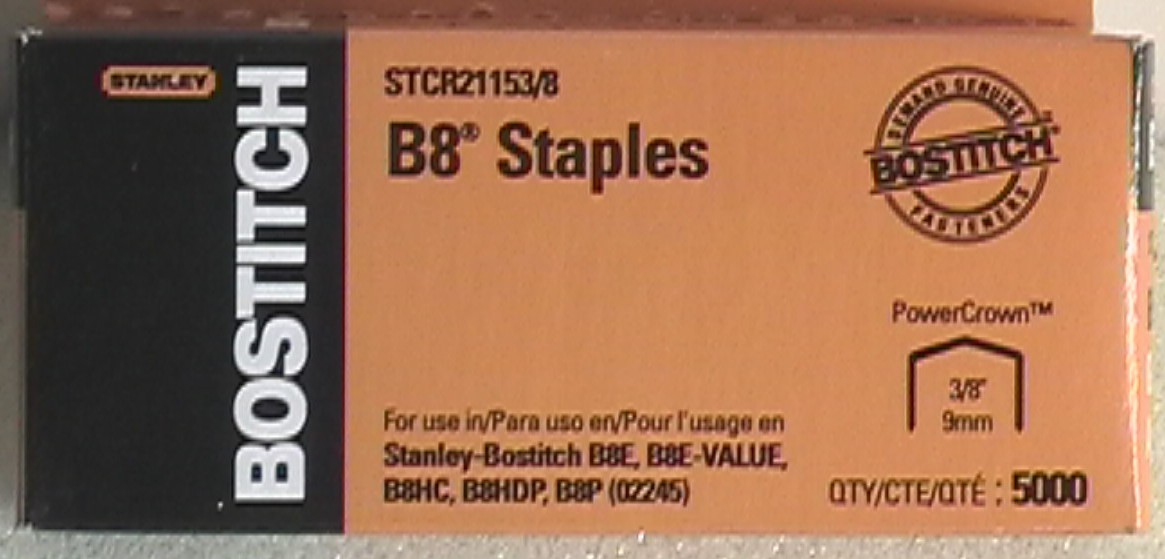 STANLEY
BOSTITCH
STCR21153/8
B8® Staples
DEMAND GENUINE
BOSTITCH™
FASTENERS
PowerCrown™
3/8"
9mm
For use in/Para uso en/Pour l'usage en
Stanley-Bostitch B8E, B8E-VALUE,
B8HC, B8HDP, B8P (02245)
QTY/CTE/QTÉ : 5000